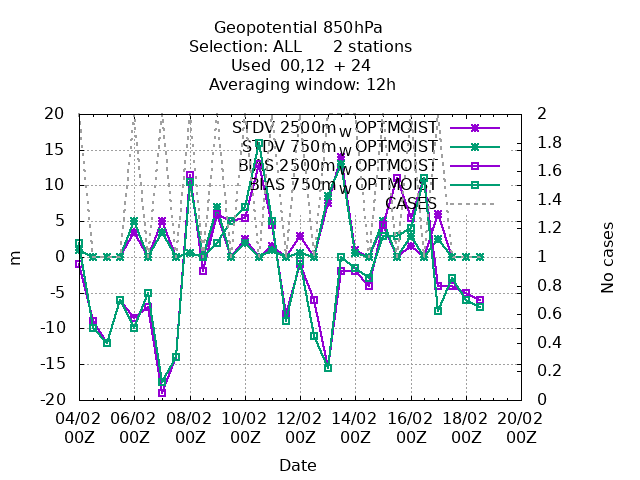 Geopotential 850hPa
Selection: ALL 2 stations
Used 00,12 + 24
Averaging window: 12h
STDV 2500m_w OPTMOIST
STDV 750m_w OPTMOIST
BIAS 2500m_w OPTMOIST
BIAS 750m_w OPTMOIST
CASES
20
15
10
5
0
-5
-10
-15
-20
m
2
1.8
1.6
1.4
1.2
1
0.8
0.6
0.4
0.2
0
No cases
04/02 06/02 08/02 10/02 12/02 14/02 16/02 18/02 20/02
00Z 00Z 00Z 00Z 00Z 00Z 00Z 00Z 00Z
Date